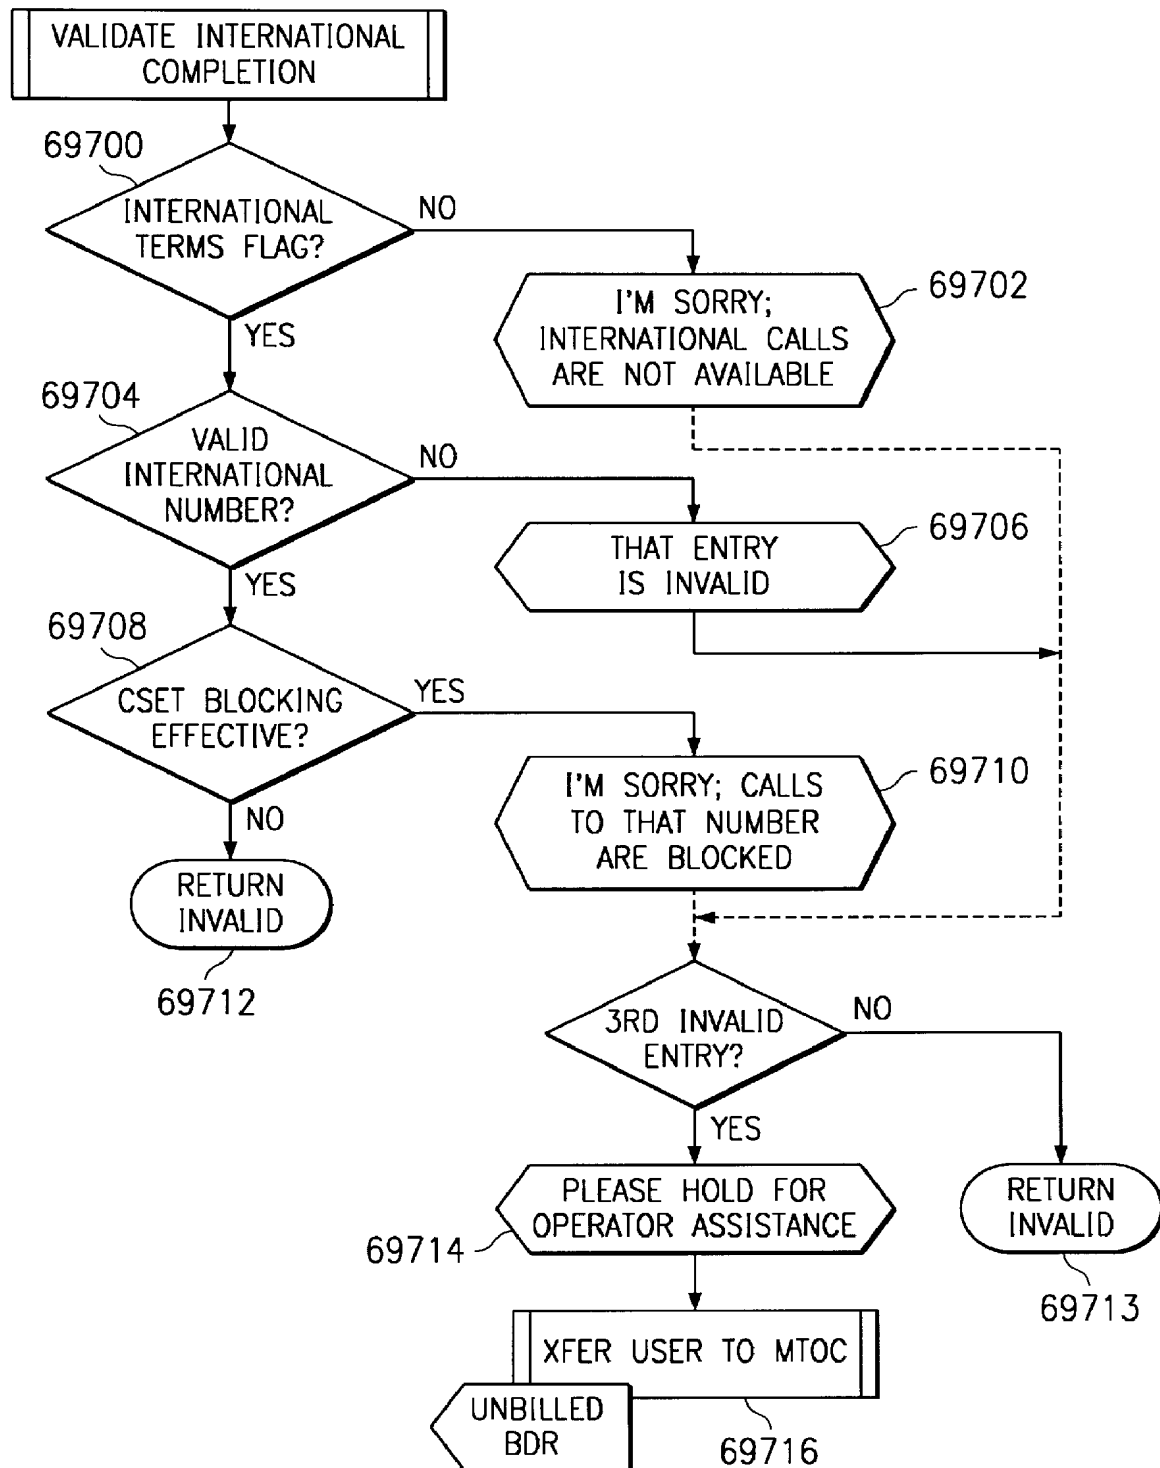 VALIDATE INTERNATIONAL
COMPLETION
69700
INTERNATIONAL
TERMS FLAG?
NO
YES
I'M SORRY;
INTERNATIONAL CALLS
ARE NOT AVAILABLE
69702
69704
VALID
INTERNATIONAL
NUMBER?
NO
YES
THAT ENTRY
IS INVALID
69706
69708
CSET BLOCKING
EFFECTIVE?
YES
NO
I'M SORRY; CALLS
TO THAT NUMBER
ARE BLOCKED
69710
RETURN
INVALID
69712
3RD INVALID
ENTRY?
NO
YES
PLEASE HOLD FOR
OPERATOR ASSISTANCE
69714
RETURN
INVALID
69713
XFER USER TO MTOC
UNBILLED
BDR
69716